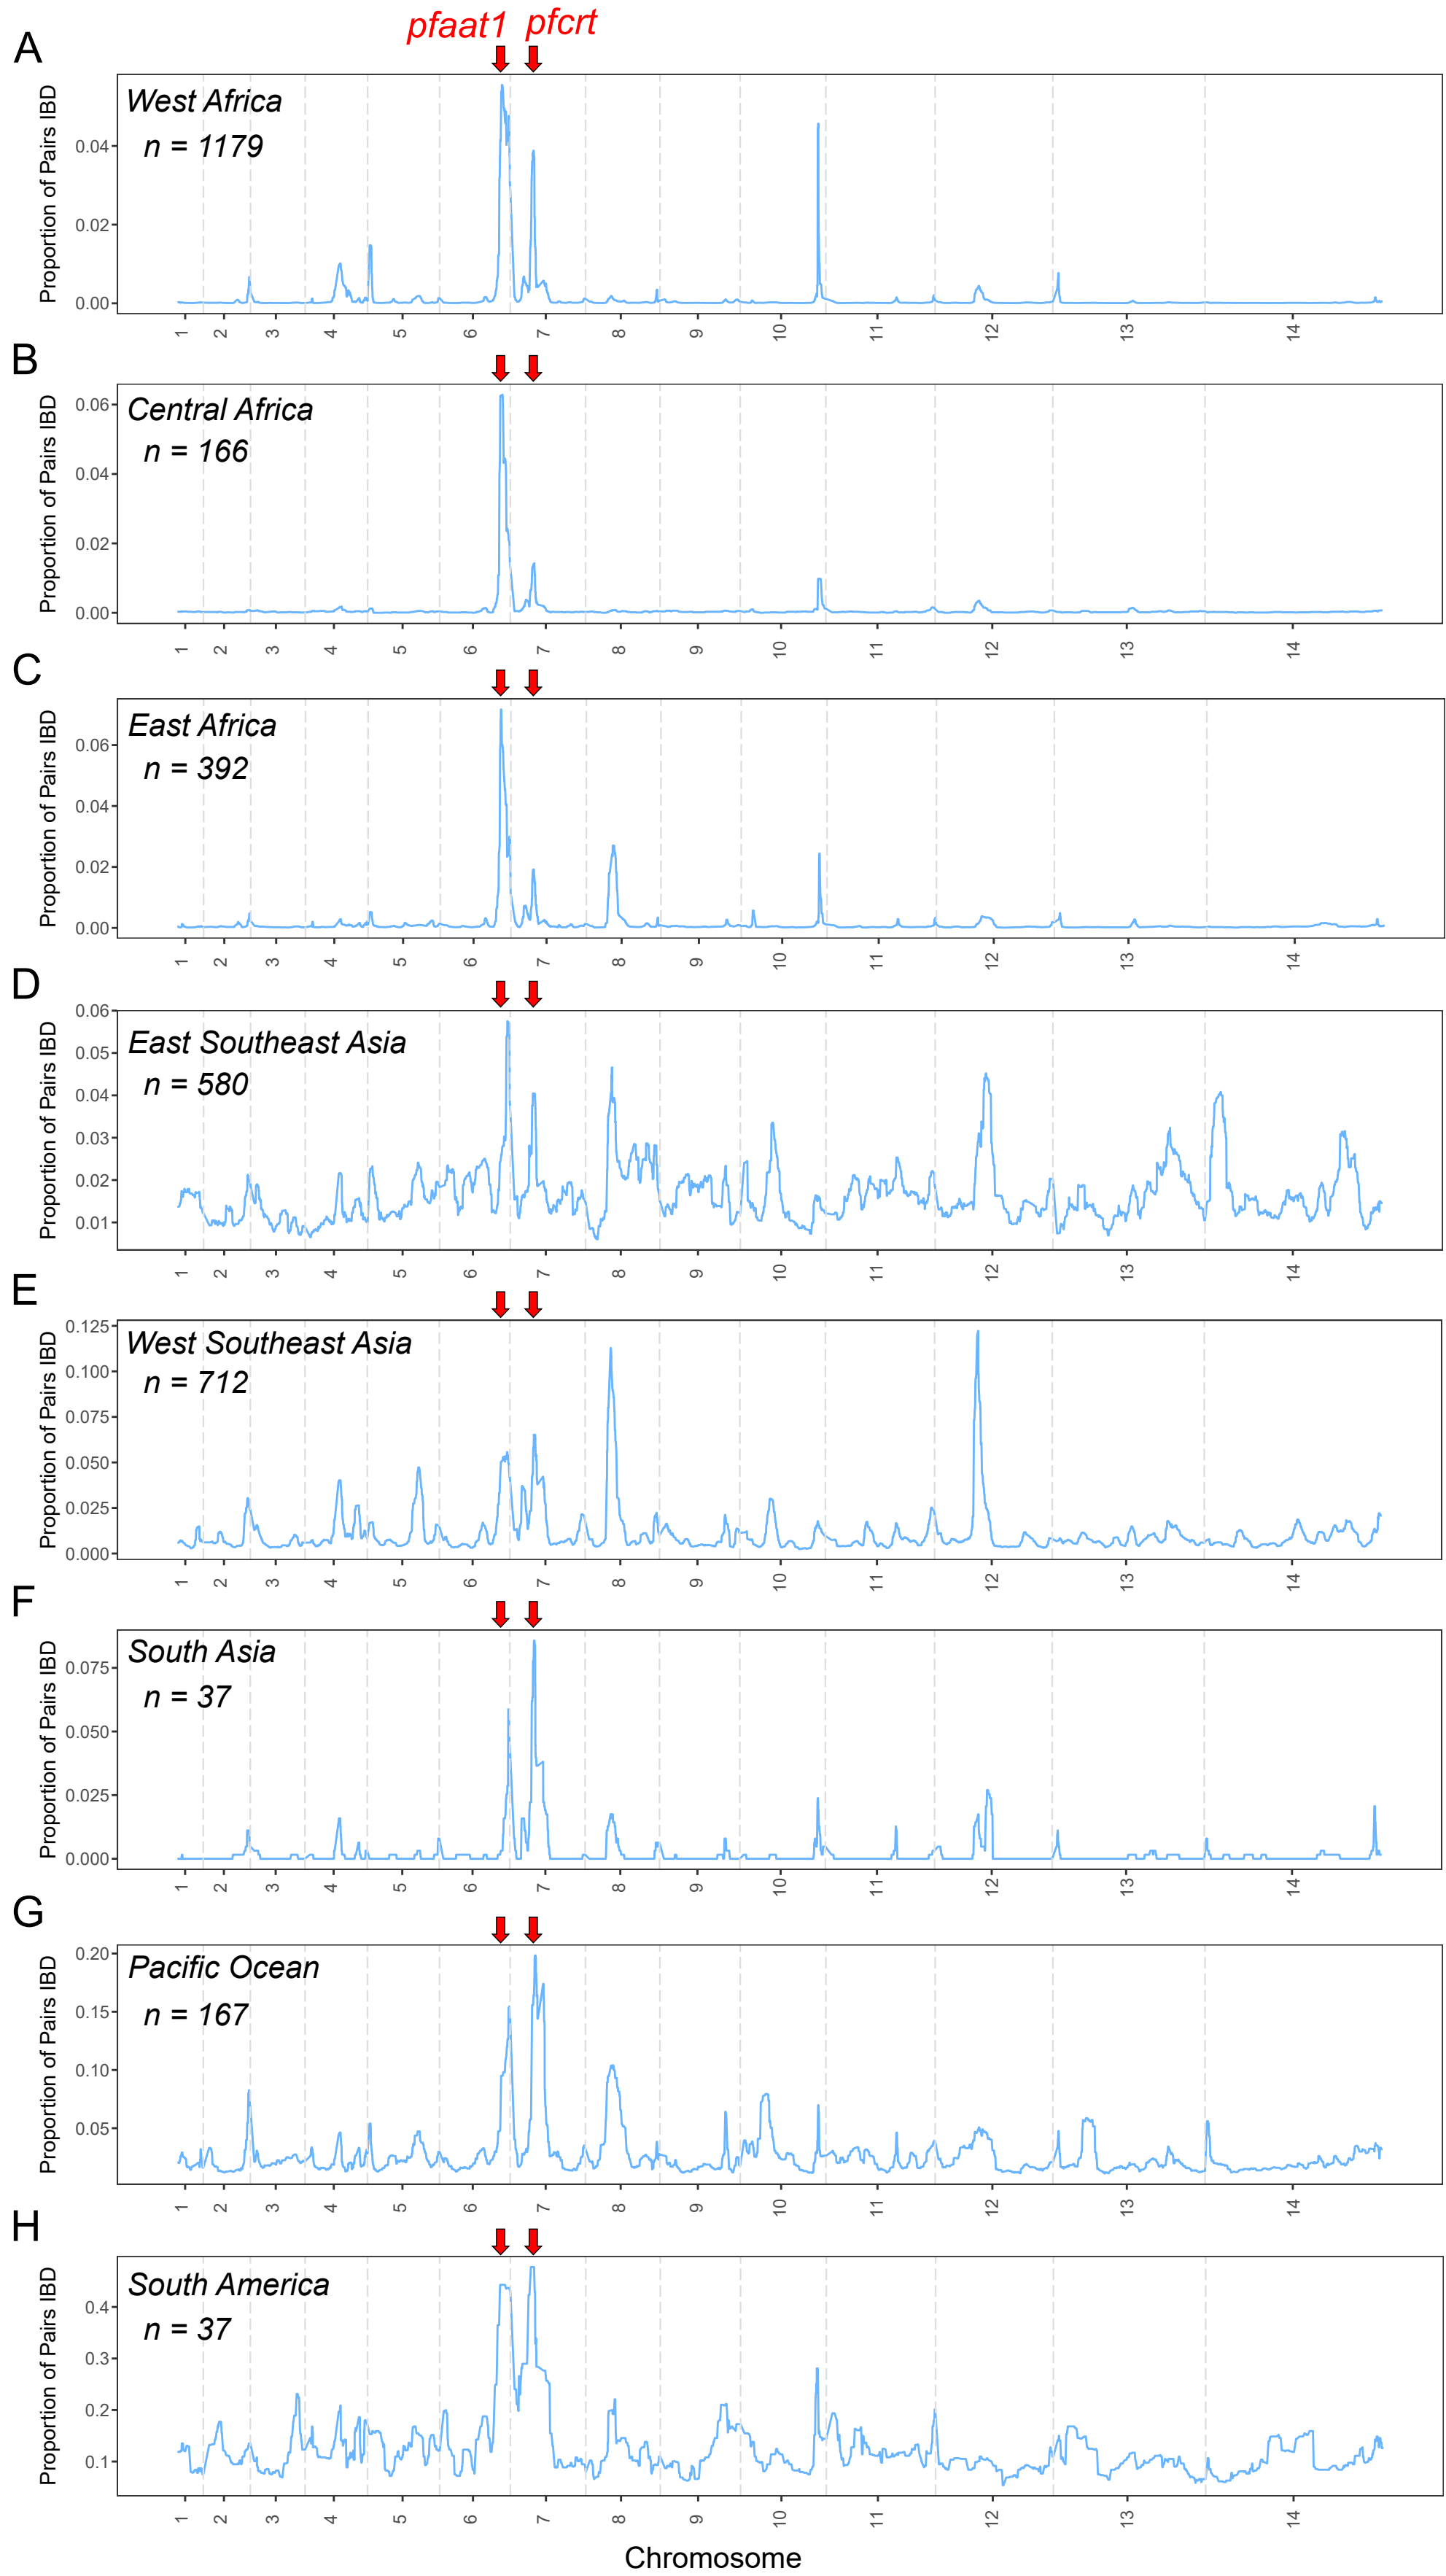 pfaat1 pfcrt
A
West Africa
n = 1179
Proportion of Pairs IBD
0.04
0.02
0.00
1 2 3 4 5 6 7 8 9 10 11 12 13 14
B
Central Africa
n = 166
Proportion of Pairs IBD
0.06
0.04
0.02
0.00
1 2 3 4 5 6 7 8 9 10 11 12 13 14
C
East Africa
n = 392
Proportion of Pairs IBD
0.06
0.04
0.02
0.00
1 2 3 4 5 6 7 8 9 10 11 12 13 14
D
East Southeast Asia
n = 580
Proportion of Pairs IBD
0.06
0.05
0.04
0.03
0.02
0.01
1 2 3 4 5 6 7 8 9 10 11 12 13 14
E
West Southeast Asia
n = 712
Proportion of Pairs IBD
0.125
0.100
0.075
0.050
0.025
0.000
1 2 3 4 5 6 7 8 9 10 11 12 13 14
F
South Asia
n = 37
Proportion of Pairs IBD
0.075
0.050
0.025
0.000
1 2 3 4 5 6 7 8 9 10 11 12 13 14
G
Pacific Ocean
n = 167
Proportion of Pairs IBD
0.20
0.15
0.10
0.05
1 2 3 4 5 6 7 8 9 10 11 12 13 14
H
South America
n = 37
Proportion of Pairs IBD
0.4
0.3
0.2
0.1
1 2 3 4 5 6 7 8 9 10 11 12 13 14
Chromosome